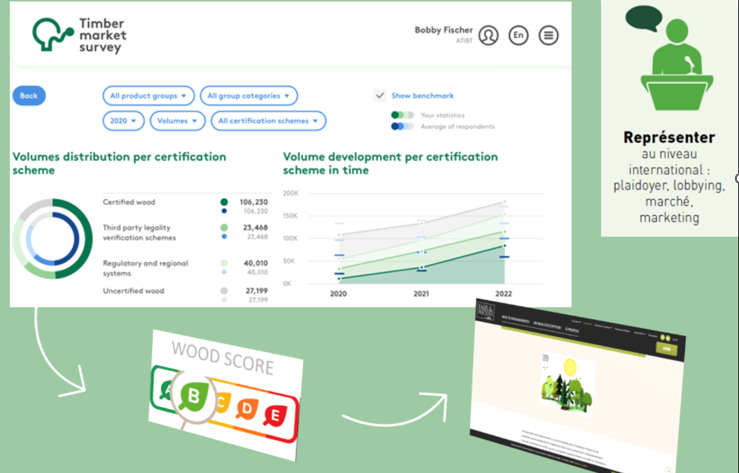 Timber
market
survey
Bobby Fischer
ATIBT
En
Back
All product groups
All group categories
2020
Volumes
All certification schemes
Show benchmark
Your statistics
Average of respondents
Volumes distribution per certification
scheme
Certified wood
106,230
106,230
Third party legality
verification schemes
25,468
25,468
Regulatory and regional
systems
40,010
40,010
Uncertified wood
27,199
27,199
Volume development per certification
scheme in time
200K
150K
100K
50K
0K
2020
2021
2022
Représenter
au niveau
international :
plaidoyer, lobbying,
marché,
marketing
WOOD SCORE
A
B
C
D
E